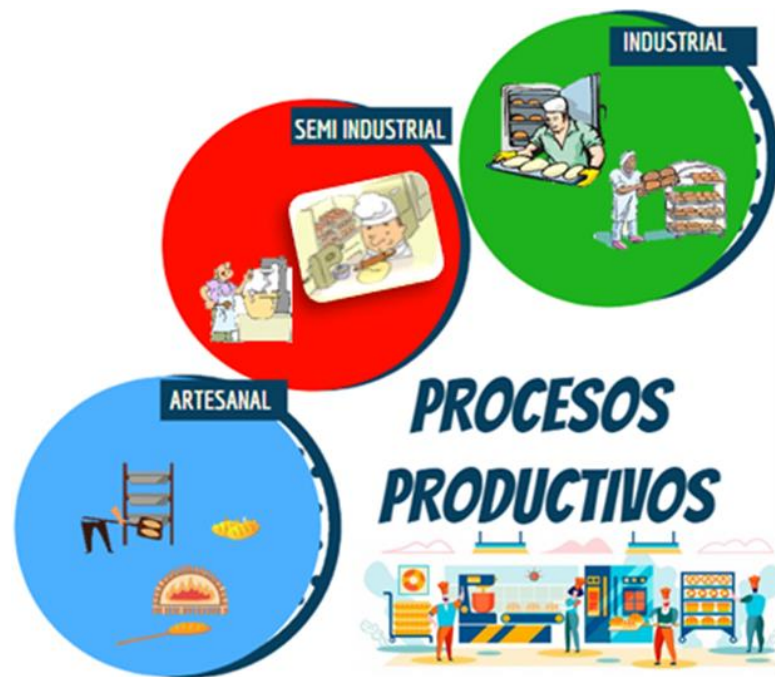 INDUSTRIAL
SEMI INDUSTRIAL
ARTESANAL
PROCESOS
PRODUCTIVOS